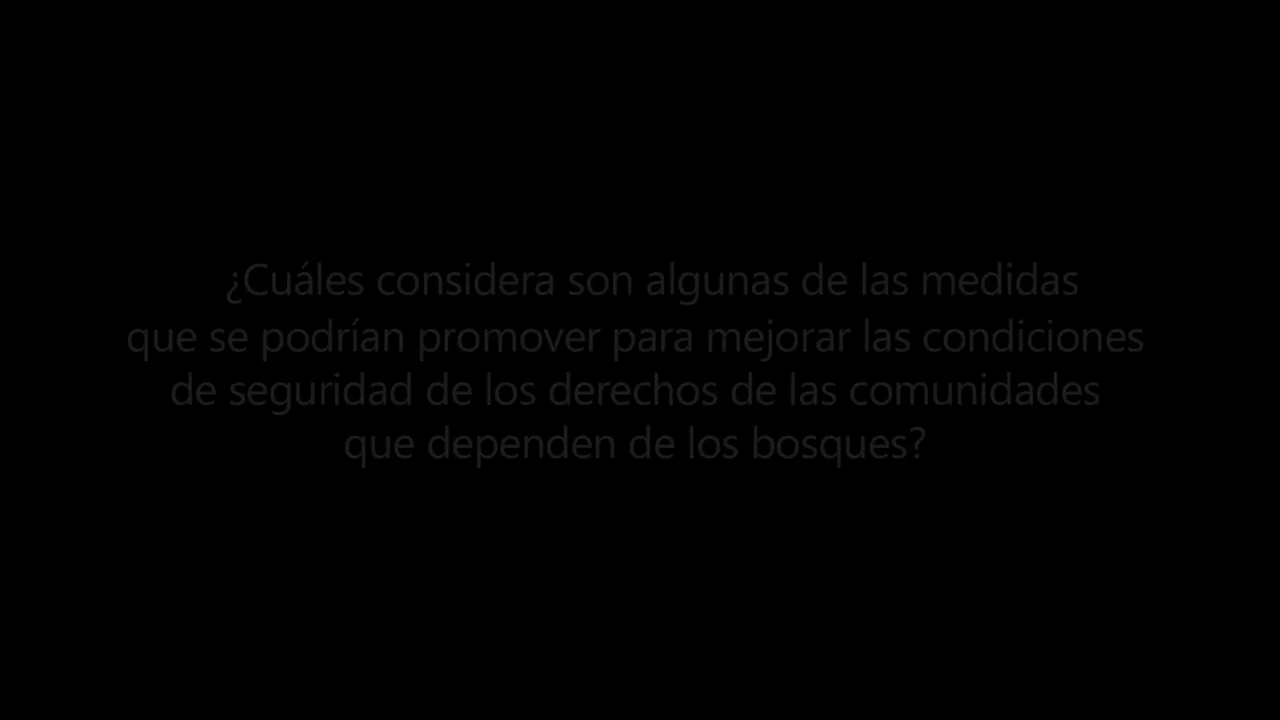 ¿Cuáles considera son algunas de las medidas
que se podrían promover para mejorar las condiciones
de seguridad de los derechos de las comunidades
que dependen de los bosques?